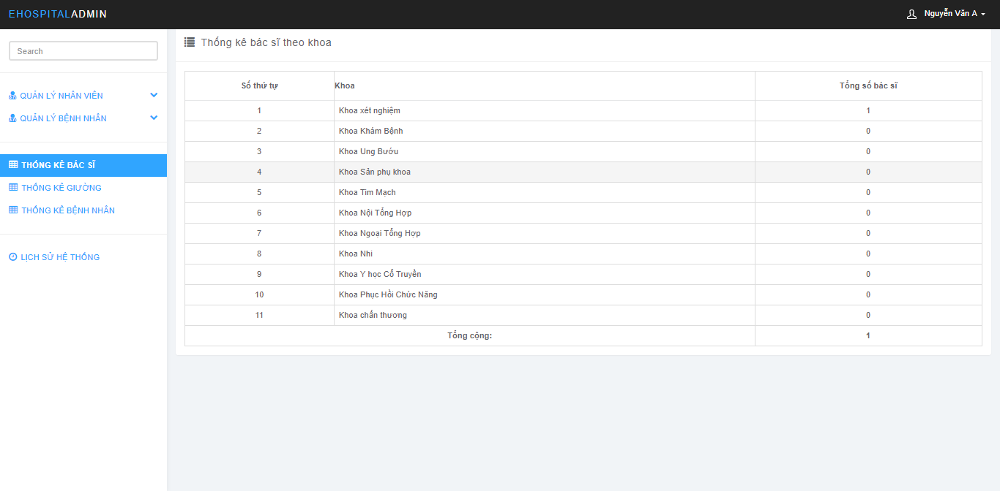 EHOSPITALADMIN
Nguyễn Văn A
Search
QUẢN LÝ NHÂN VIÊN
QUẢN LÝ BỆNH NHÂN
THỐNG KÊ BÁC SĨ
THỐNG KÊ GIƯỜNG
THỐNG KÊ BỆNH NHÂN
LỊCH SỬ HỆ THỐNG
Thống kê bác sĩ theo khoa
Số thứ tự Khoa Tổng số bác sĩ
1 Khoa xét nghiệm 1
2 Khoa Khám Bệnh 0
3 Khoa Ung Bướu 0
4 Khoa Sản phụ khoa 0
5 Khoa Tim Mạch 0
6 Khoa Nội Tổng Hợp 0
7 Khoa Ngoại Tổng Hợp 0
8 Khoa Nhi 0
9 Khoa Y học Cổ Truyền 0
10 Khoa Phục Hồi Chức Năng 0
11 Khoa chấn thương 0
Tổng cộng: 1